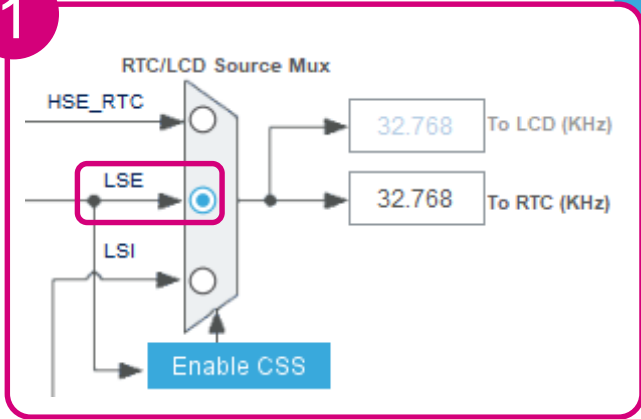 1
RTC/LCD Source Mux
HSE_RTC
32.768 To LCD (KHz)
LSE
32.768 To RTC (KHz)
LSI
Enable CSS